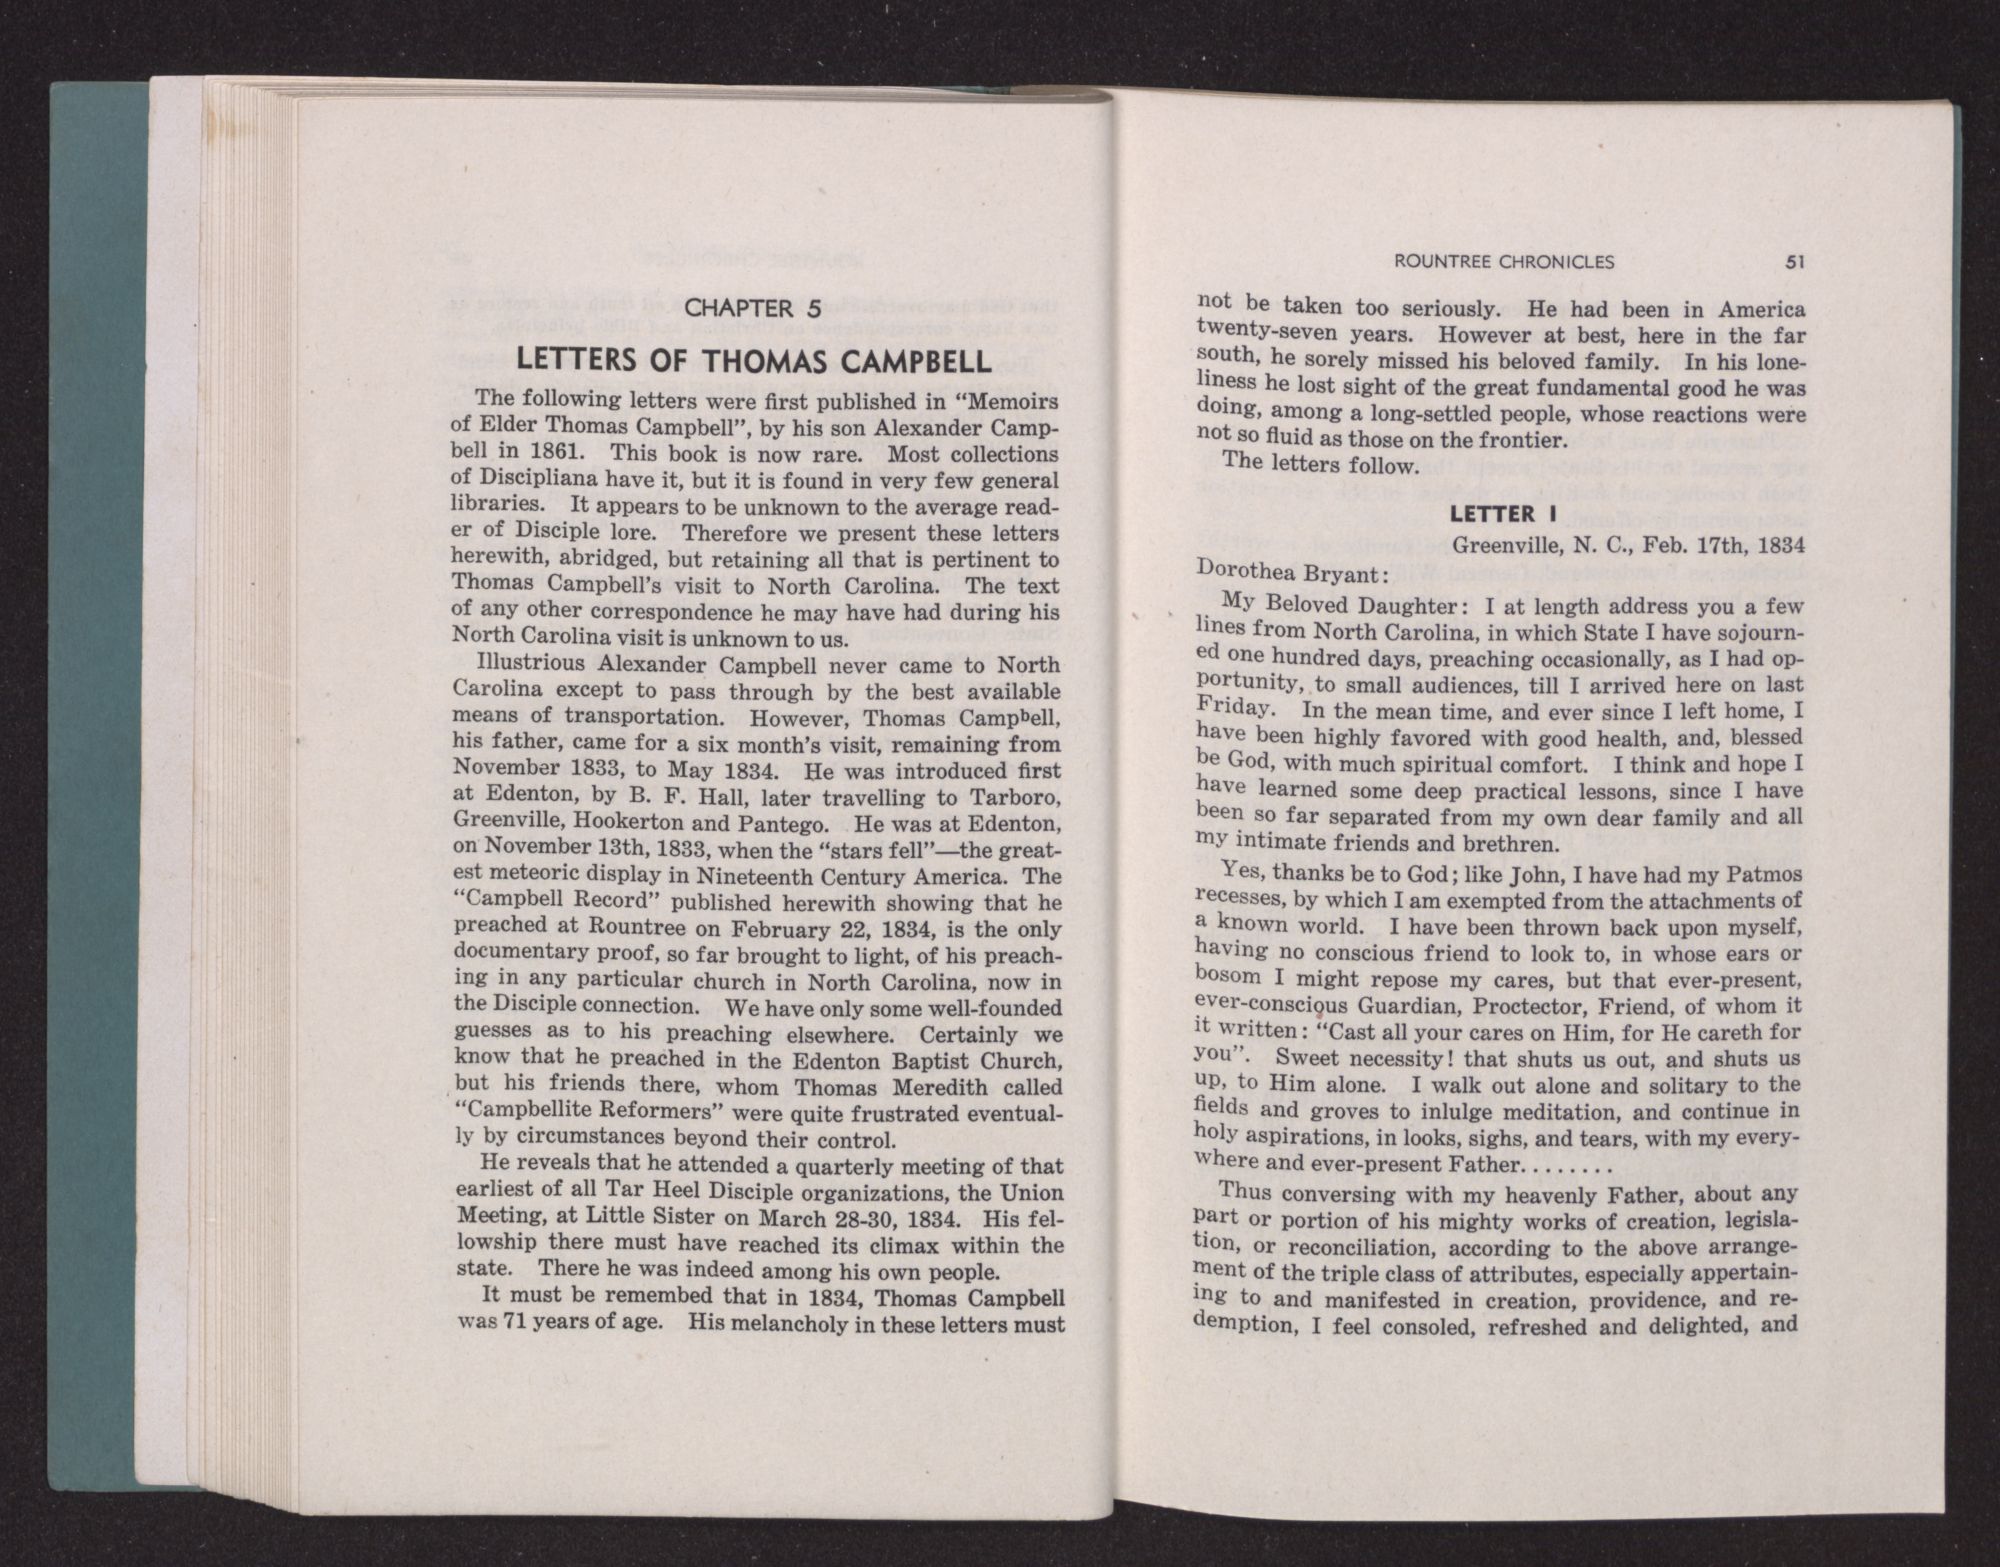 CHAPTER 5
LETTERS OF THOMAS CAMPBELL
The following letters were first published in “Memoirs
of Elder Thomas Campbell”, by his son Alexander Camp-
bell in 1861. This book is now rare. Most collections
of Discipliana have it, but it is found in very few general
libraries. It appears to be unknown to the average read-
er of Disciple lore. Therefore we present these letters
herewith, abridged, but retaining all that is pertinent to
Thomas Campbell’s visit to North Carolina. The text
of any other correspondence he may have had during his
North Carolina visit is unknown to us.
Illustrious Alexander Campbell never came to North
Carolina except to pass through by the best available
means of transportation. However, Thomas Campbell,
his father, came for a six month’s visit, remaining from
November 1833, to May 1834. He was introduced first
at Edenton, by B. F. Hall, later travelling to Tarboro,
Greenville, Hookerton and Pantego. He was at Edenton,
on November 13th, 1833, when the “stars fell”—the great-
est meteoric display in Nineteenth Century America. The
“Campbell Record” published herewith showing that he
preached at Rountree on February 22, 1834, is the only
documentary proof, so far brought to light, of his preach-
ing in any particular church in North Carolina, now in
the Disciple connection. We have only some well-founded
guesses as to his preaching elsewhere. Certainly we
know that he preached in the Edenton Baptist Church,
but his friends there, whom Thomas Meredith called
“Campbellite Reformers” were quite frustrated eventual-
ly by circumstances beyond their control.
He reveals that he attended a quarterly meeting of that
earliest of all Tar Heel Disciple organizations, the Union
Meeting, at Little Sister on March 28-30, 1834. His fel-
lowship there must have reached its climax within the
state. There he was indeed among his own people.
It must be remembed that in 1834, Thomas Campbell
was 71 years of age. His melancholy in these letters must
ROUNTREE CHRONICLES 51
not be taken too seriously. He had been in America
twenty-seven years. However at best, here in the far
south, he sorely missed his beloved family. In his lone-
liness he lost sight of the great fundamental good he was
doing, among a long-settled people, whose reactions were
not so fluid as those on the frontier.
The letters follow.
LETTER I
Greenville, N. C., Feb. 17th, 1834
Dorothea Bryant:
My Beloved Daughter: I at length address you a few
lines from North Carolina, in which State I have sojourn-
ed one hundred days, preaching occasionally, as I had op-
portunity, to small audiences, till I arrived here on last
Friday. In the mean time, and ever since I left home, I
have been highly favored with good health, and, blessed
be God, with much spiritual comfort. I think and hope I
have learned some deep practical lessons, since I have
been so far separated from my own dear family and all
my intimate friends and brethren.
Yes, thanks be to God; like John, I have had my Patmos
recesses, by which I am exempted from the attachments of
a known world. I have been thrown back upon myself,
having no conscious friend to look to, in whose ears or
bosom I might repose my cares, but that ever-present,
ever-conscious Guardian, Proctector, Friend, of whom it
it written: “Cast all your cares on Him, for He careth for
you”. Sweet necessity! that shuts us out, and shuts us
up, to Him alone. I walk out alone and solitary to the
fields and groves to inlulge meditation, and continue in
holy aspirations, in looks, sighs, and tears, with my every-
where and ever-present Father........
Thus conversing with my heavenly Father, about any
part or portion of his mighty works of creation, legisla-
tion, or reconciliation, according to the above arrange-
ment of the triple class of attributes, especially appertain-
ing to and manifested in creation, providence, and re-
demption, I feel consoled, refreshed and delighted, and